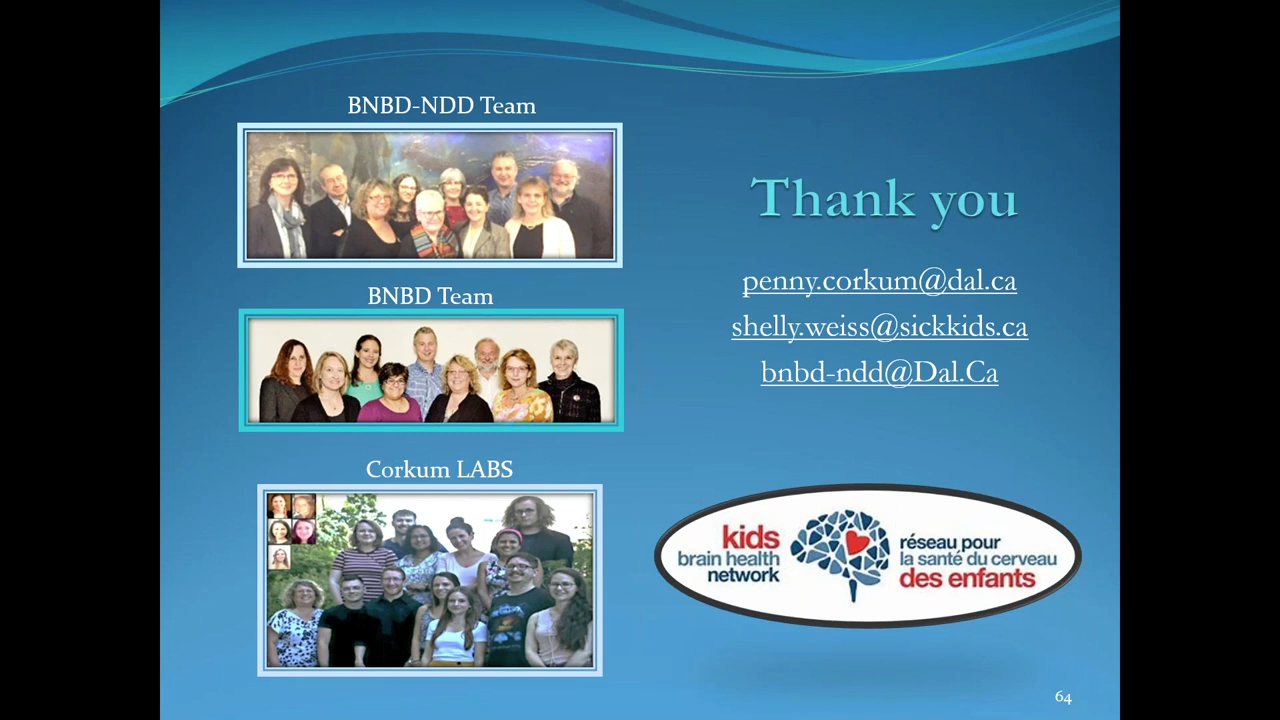 BNBD-NDD Team
BNBD Team
Corkum LABS
Thank you
penny.corkum@dal.ca
shelly.weiss@sickkids.ca
bnbd-ndd@Dal.Ca
kids
brain health
network
réseau pour
la santé du cerveau
des enfants
64